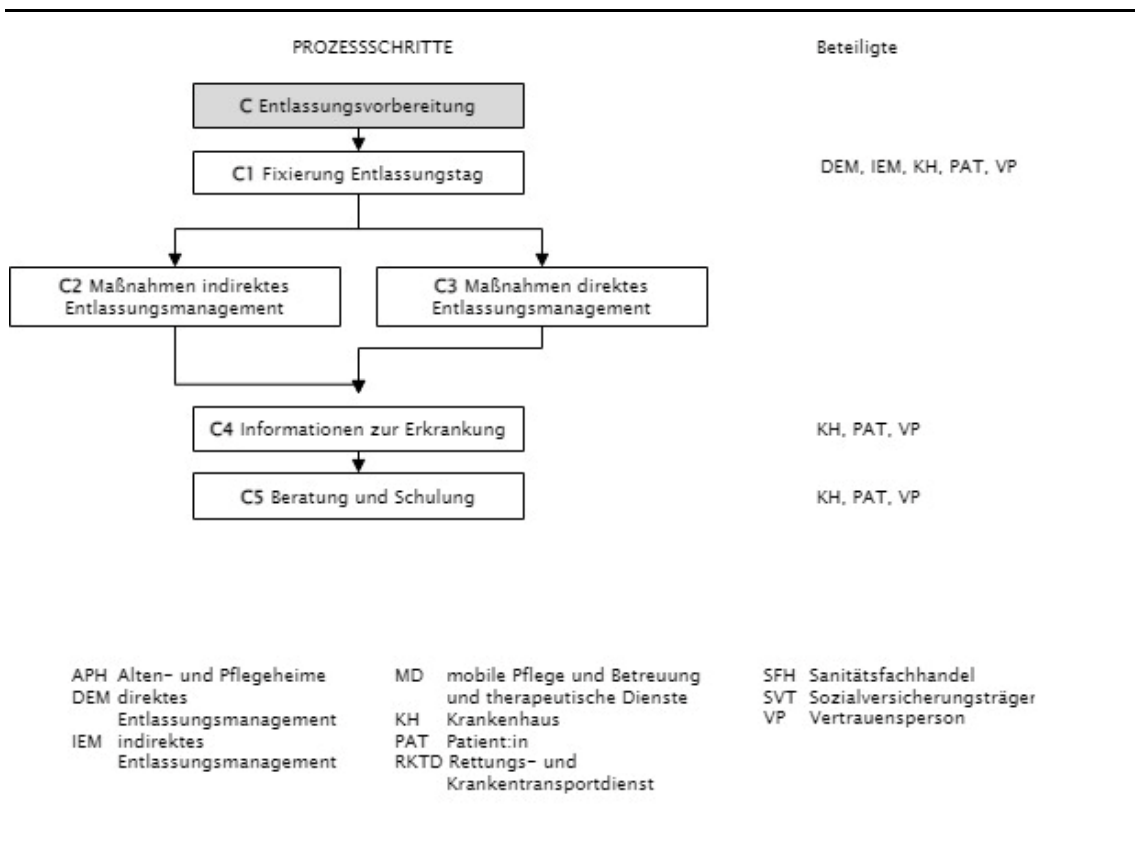 PROZESSSCHRITTE
Beteiligte
C Entlassungsvorbereitung
C1 Fixierung Entlassungstag
DEM, IEM, KH, PAT, VP
C2 Maßnahmen indirektes
Entlassungsmanagement
C3 Maßnahmen direktes
Entlassungsmanagement
C4 Informationen zur Erkrankung
KH, PAT, VP
C5 Beratung und Schulung
KH, PAT, VP
APH Alten- und Pflegeheime
DEM direktes
Entlassungsmanagement
IEM indirektes
Entlassungsmanagement
MD mobile Pflege und Betreuung
und therapeutische Dienste
KH Krankenhaus
PAT Patient:in
RKTD Rettungs- und
Krankentransportdienst
SFH Sanitätsfachhandel
SVT Sozialversicherungsträger
VP Vertrauensperson